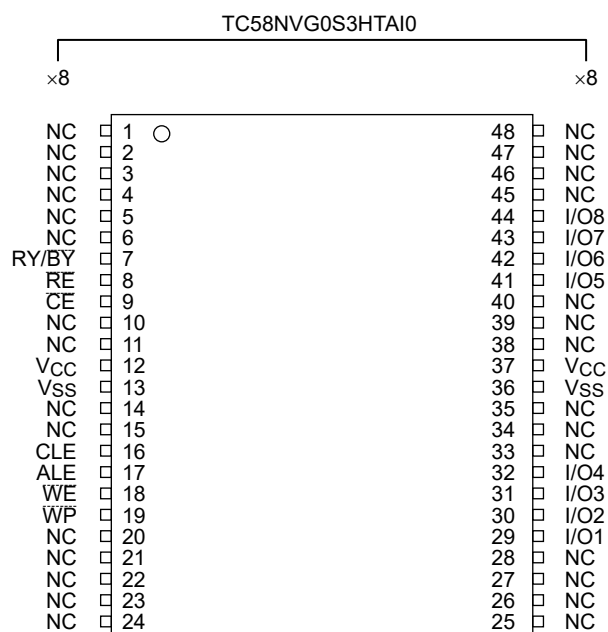 TC58NVG0S3HTAI0
×8 ×8
NC 1 48 NC
NC 2 47 NC
NC 3 46 NC
NC 4 45 NC
NC 5 44 I/O8
NC 6 43 I/O7
RY/B̅Y̅ 7 42 I/O6
R̅E̅ 8 41 I/O5
C̅E̅ 9 40 NC
NC 10 39 NC
NC 11 38 NC
VCC 12 37 VCC
VSS 13 36 VSS
NC 14 35 NC
NC 15 34 NC
CLE 16 33 NC
ALE 17 32 I/O4
W̅E̅ 18 31 I/O3
W̅P̅ 19 30 I/O2
NC 20 29 I/O1
NC 21 28 NC
NC 22 27 NC
NC 23 26 NC
NC 24 25 NC